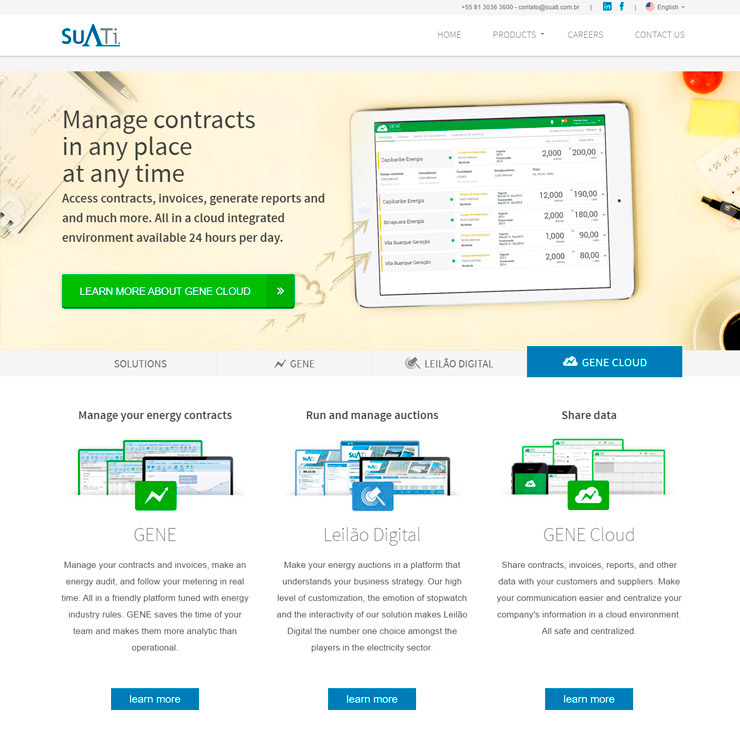 +55 81 3036 3600 - contato@suati.com.br | in f | English
SUATi.
HOME PRODUCTS CAREERS CONTACT US
Manage contracts
in any place
at any time
Access contracts, invoices, generate reports and
and much more. All in a cloud integrated
environment available 24 hours per day.
LEARN MORE ABOUT GENE CLOUD »
GENE
Capibaribe Energia 2,000 200,00
Capibaribe Energia 12,000 190,00
Ibirapuera Energia 2,000 180,00
Vila Buarque Geração 1,000 90,00
Vila Buarque Geração 2,000 80,00
SOLUTIONS GENE LEILÃO DIGITAL GENE CLOUD
Manage your energy contracts Run and manage auctions Share data
SUATi
GENE Leilão Digital GENE Cloud
Manage your contracts and invoices, make an
energy audit, and follow your metering in real
time. All in a friendly platform tuned with energy
industry rules. GENE saves the time of your
team and makes them more analytic than
operational.
Make your energy auctions in a platform that
understands your business strategy. Our high
level of customization, the emotion of stopwatch
and the interactivity of our solution makes Leilão
Digital the number one choice amongst the
players in the electricity sector.
Share contracts, invoices, reports, and other
data with your customers and suppliers. Make
your communication easier and centralize your
company's information in a cloud environment.
All safe and centralized.
learn more learn more learn more